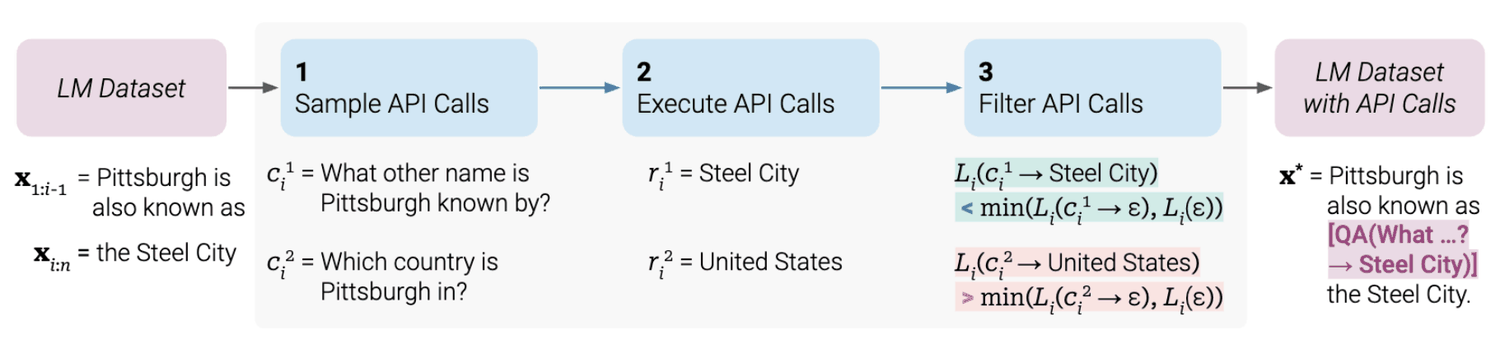 LM Dataset
1
Sample API Calls
2
Execute API Calls
3
Filter API Calls
LM Dataset
with API Calls
x1:i-1 = Pittsburgh is
also known as
xi:n = the Steel City
ci1 = What other name is
Pittsburgh known by?
ci2 = Which country is
Pittsburgh in?
ri1 = Steel City
ri2 = United States
Li(ci1 → Steel City)
< min(Li(ci1 → ε), Li(ε))
Li(ci2 → United States)
> min(Li(ci2 → ε), Li(ε))
x* = Pittsburgh is
also known as
[QA(What ...?
→ Steel City)]
the Steel City.